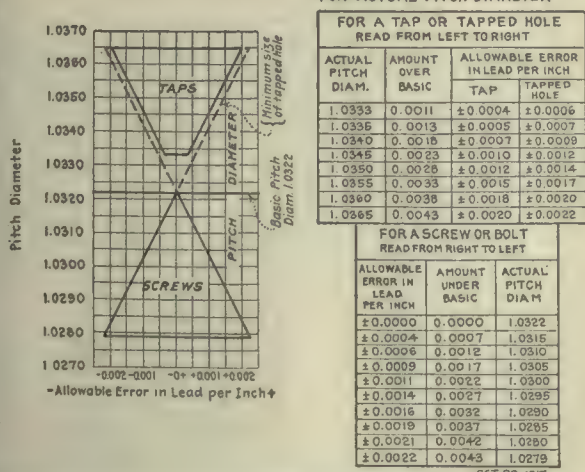 1.0370
1.0360
1.0350
1.0340
1.0330
1.0320
1.0310
1.0300
1.0290
1.0280
1.0270
Pitch Diameter
TAPS
SCREWS
PITCH DIAMETER
Minimum size
of tapped hole
Basic Pitch
Diam. 1.0322
-0.002 -0.001 -0+ +0.001 +0.002
-Allowable Error in Lead per Inch+
FOR A TAP OR TAPPED HOLE
READ FROM LEFT TO RIGHT
ACTUAL PITCH DIAM. AMOUNT OVER BASIC ALLOWABLE ERROR IN LEAD PER INCH
TAP TAPPED HOLE
1.0333 0.0011 ±0.0004 ±0.0006
1.0335 0.0013 ±0.0005 ±0.0007
1.0340 0.0018 ±0.0007 ±0.0009
1.0345 0.0023 ±0.0010 ±0.0012
1.0350 0.0028 ±0.0012 ±0.0014
1.0355 0.0033 ±0.0015 ±0.0017
1.0360 0.0038 ±0.0018 ±0.0020
1.0365 0.0043 ±0.0020 ±0.0022
FOR A SCREW OR BOLT
READ FROM RIGHT TO LEFT
ALLOWABLE ERROR IN LEAD PER INCH AMOUNT UNDER BASIC ACTUAL PITCH DIAM
±0.0000 0.0000 1.0322
±0.0004 0.0007 1.0315
±0.0006 0.0012 1.0310
±0.0009 0.0017 1.0305
±0.0011 0.0022 1.0300
±0.0014 0.0027 1.0295
±0.0016 0.0032 1.0290
±0.0019 0.0037 1.0285
±0.0021 0.0042 1.0280
±0.0022 0.0043 1.0279